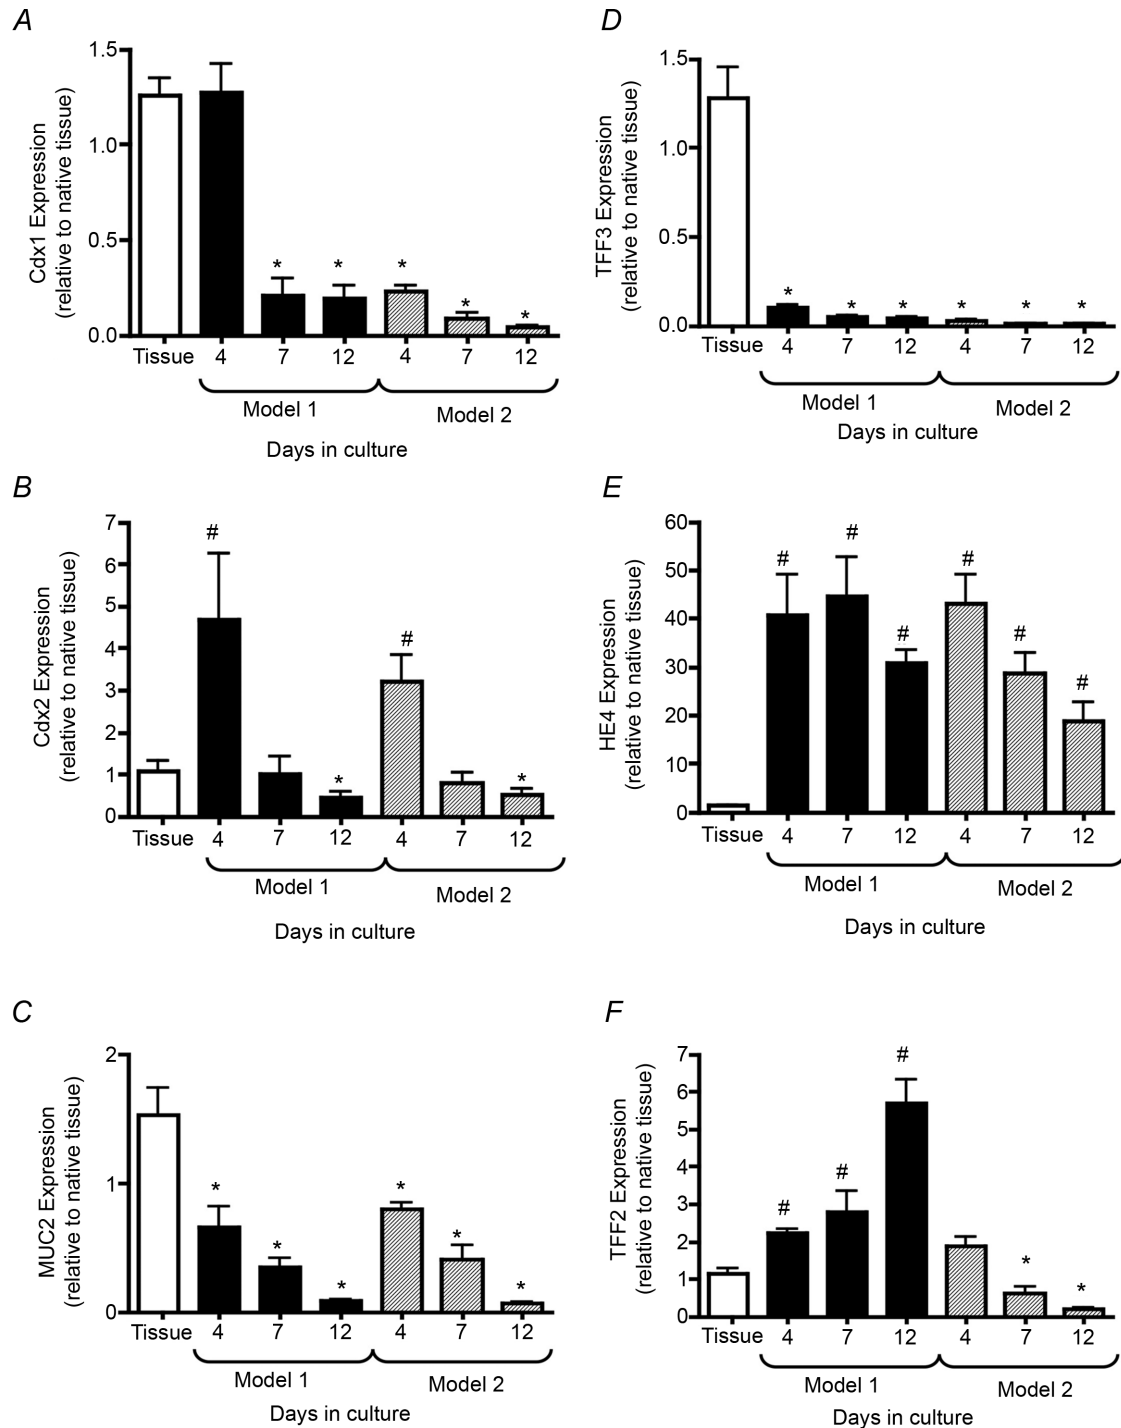 A
Cdx1 Expression
(relative to native tissue)
1.5
1.0
0.5
0.0
* * * * *
Tissue 4 7 12 4 7 12
Model 1 Model 2
Days in culture
D
TFF3 Expression
(relative to native tissue)
1.5
1.0
0.5
0.0
* * * * * *
Tissue 4 7 12 4 7 12
Model 1 Model 2
Days in culture
B
Cdx2 Expression
(relative to native tissue)
7
6
5
4
3
2
1
0
# * # *
Tissue 4 7 12 4 7 12
Model 1 Model 2
Days in culture
E
HE4 Expression
(relative to native tissue)
60
50
40
30
20
10
0
# # # # # #
Tissue 4 7 12 4 7 12
Model 1 Model 2
Days in culture
C
MUC2 Expression
(relative to native tissue)
2
1
0
* * * * * *
Tissue 4 7 12 4 7 12
Model 1 Model 2
Days in culture
F
TFF2 Expression
(relative to native tissue)
7
6
5
4
3
2
1
0
# # # * *
Tissue 4 7 12 4 7 12
Model 1 Model 2
Days in culture